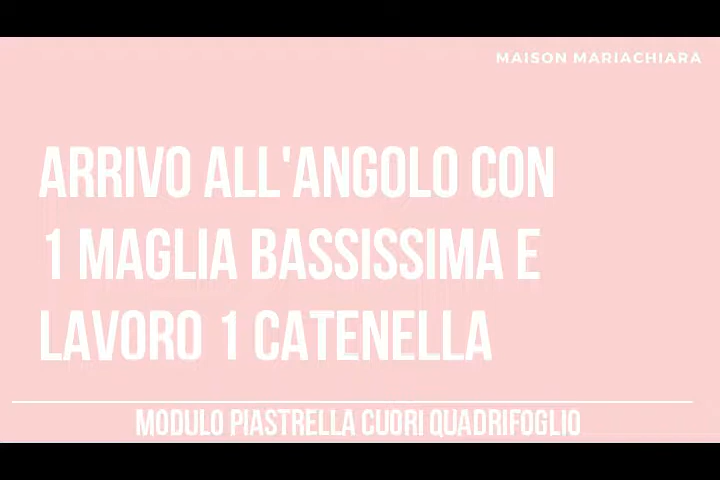 MAISON MARIACHIARA
ARRIVO ALL'ANGOLO CON
1 MAGLIA BASSISSIMA E
LAVORO 1 CATENELLA
MODULO PIASTRELLA CUORI QUADRIFOGLIO